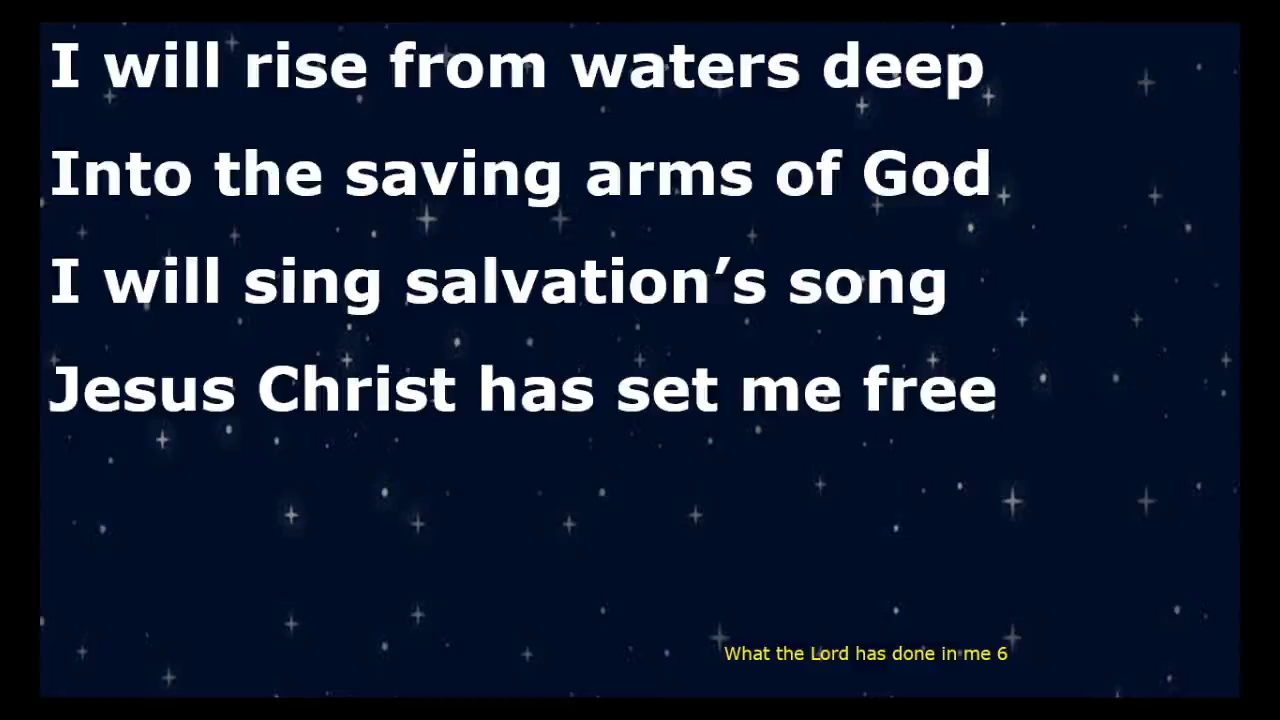 I will rise from waters deep
Into the saving arms of God
I will sing salvation’s song
Jesus Christ has set me free
What the Lord has done in me 6